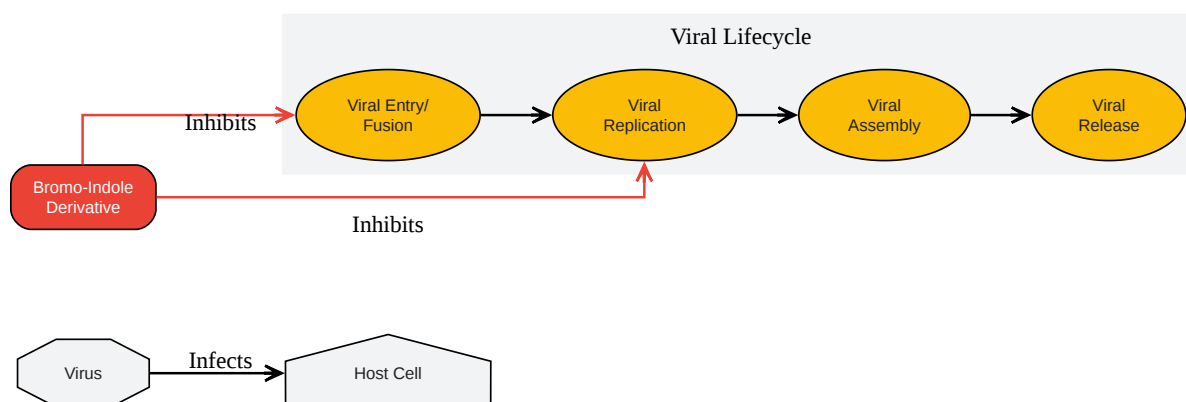 Viral Lifecycle
Viral Entry/
Fusion
Viral
Replication
Viral
Assembly
Viral
Release
Inhibits
Bromo-Indole
Derivative
Inhibits
Virus
Infects
Host Cell